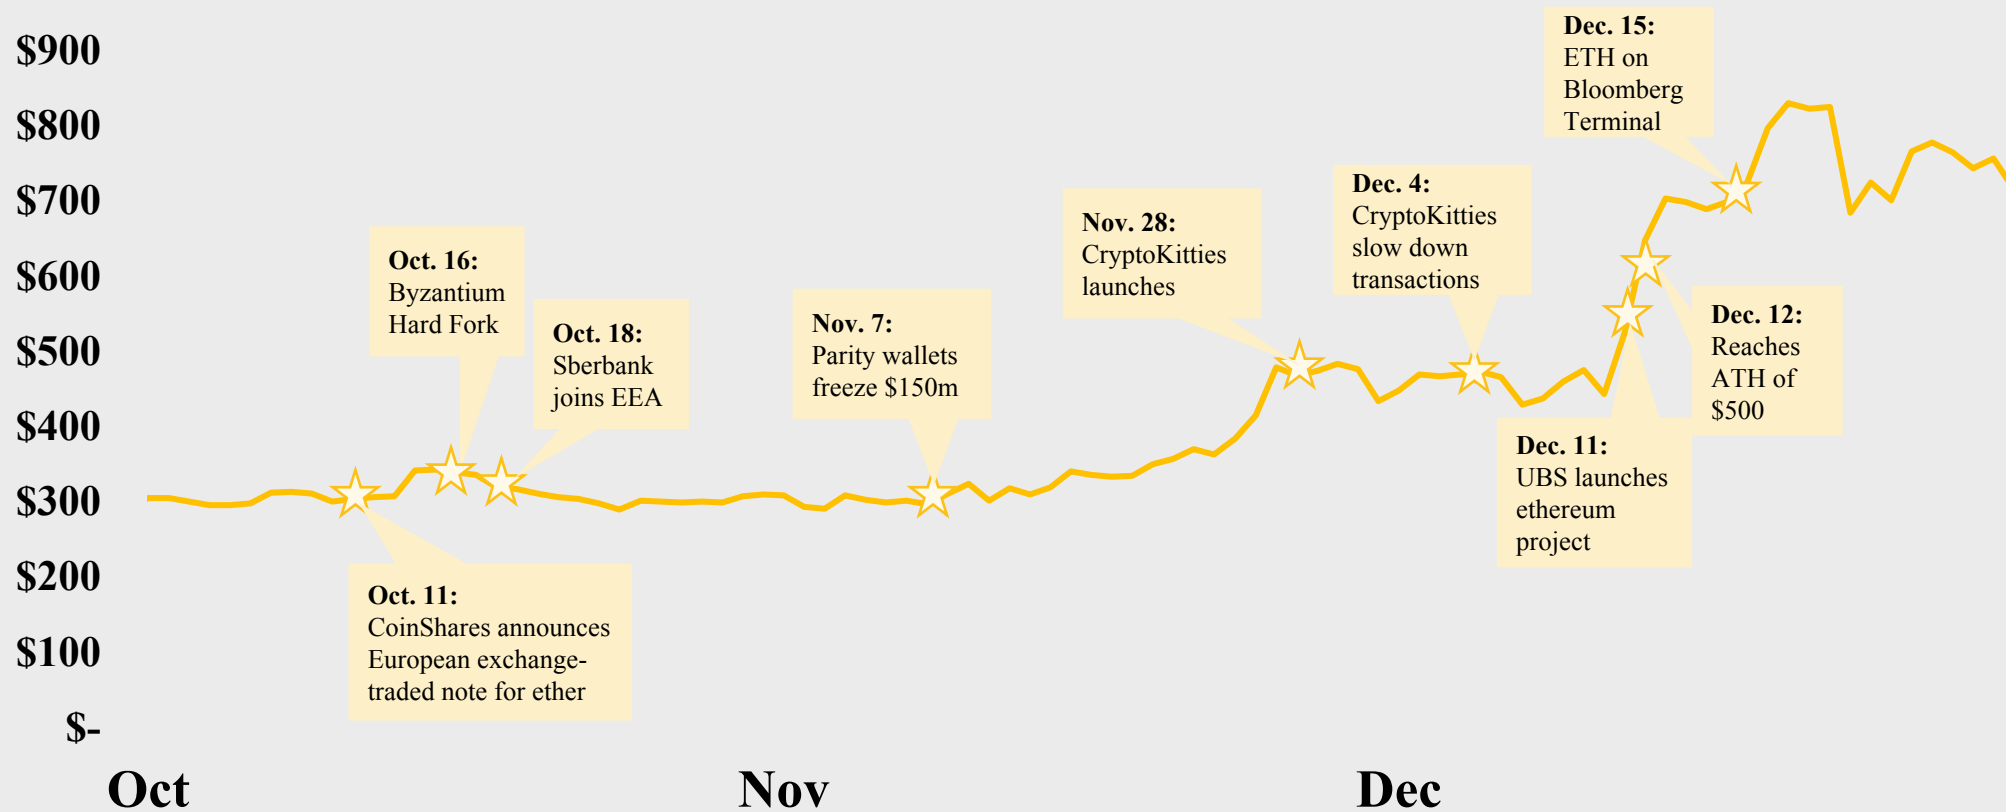 $900
$800
$700
$600
$500
$400
$300
$200
$100
$-
Oct. 11:
CoinShares announces
European exchange-
traded note for ether
Oct. 16:
Byzantium
Hard Fork
Oct. 18:
Sberbank
joins EEA
Nov. 7:
Parity wallets
freeze $150m
Nov. 28:
CryptoKitties
launches
Dec. 4:
CryptoKitties
slow down
transactions
Dec. 11:
UBS launches
ethereum
project
Dec. 12:
Reaches
ATH of
$500
Dec. 15:
ETH on
Bloomberg
Terminal
Oct
Nov
Dec